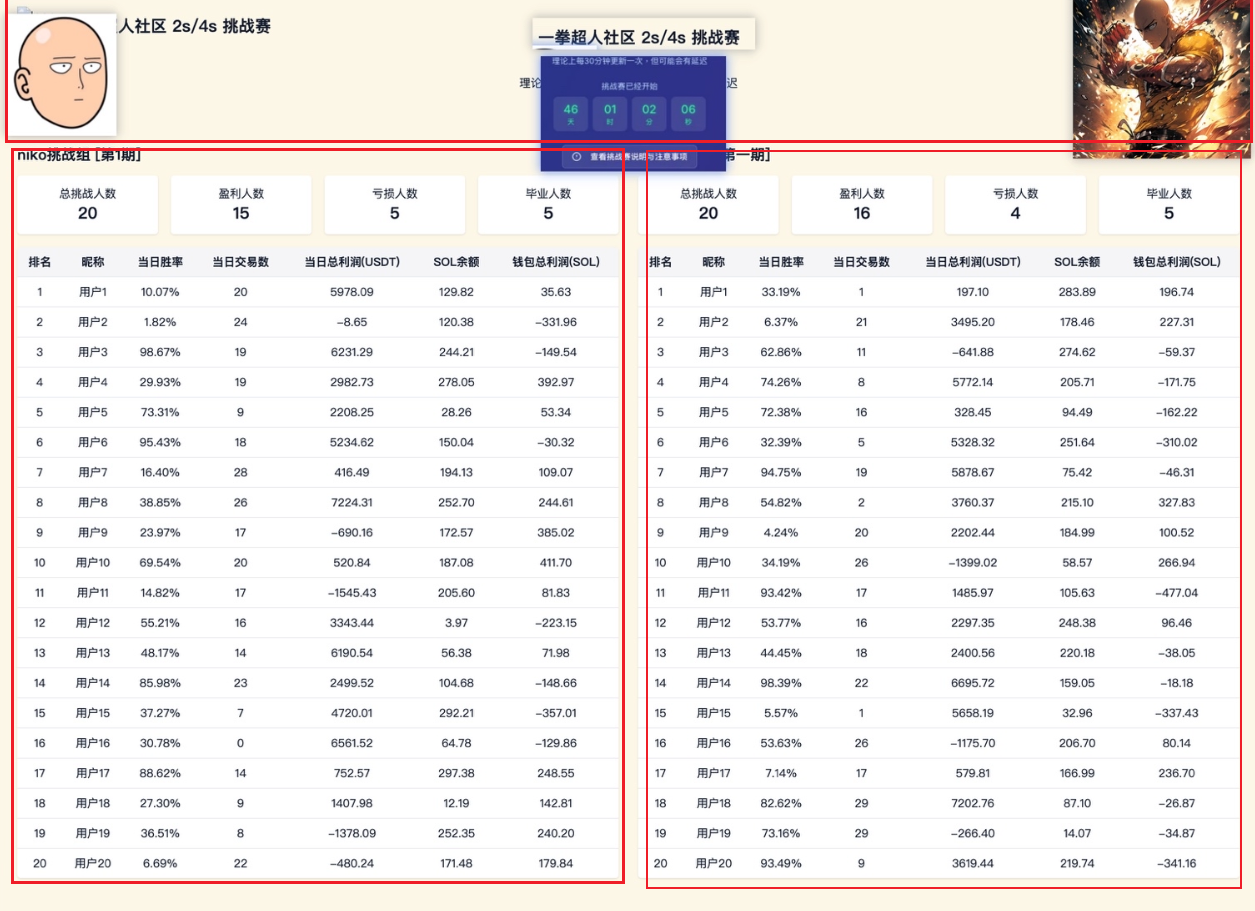 人社区 2s/4s 挑战赛
一拳超人社区 2s/4s 挑战赛
理论上每30分钟更新一次，但可能会有延迟
理论
迟
挑战赛已经开始
46 01 02 06
天 时 分 秒
查看挑战赛说明与注意事项
niko挑战组 [第1期]
总挑战人数 盈利人数 亏损人数 毕业人数
20 15 5 5
排名 昵称 当日胜率 当日交易数 当日总利润(USDT) SOL余额 钱包总利润(SOL)
1 用户1 10.07% 20 5978.09 129.82 35.63
2 用户2 1.82% 24 -8.65 120.38 -331.96
3 用户3 98.67% 19 6231.29 244.21 -149.54
4 用户4 29.93% 19 2982.73 278.05 392.97
5 用户5 73.31% 9 2208.25 28.26 53.34
6 用户6 95.43% 18 5234.62 150.04 -30.32
7 用户7 16.40% 28 416.49 194.13 109.07
8 用户8 38.85% 26 7224.31 252.70 244.61
9 用户9 23.97% 17 -690.16 172.57 385.02
10 用户10 69.54% 20 520.84 187.08 411.70
11 用户11 14.82% 17 -1545.43 205.60 81.83
12 用户12 55.21% 16 3343.44 3.97 -223.15
13 用户13 48.17% 14 6190.54 56.38 71.98
14 用户14 85.98% 23 2499.52 104.68 -148.66
15 用户15 37.27% 7 4720.01 292.21 -357.01
16 用户16 30.78% 0 6561.52 64.78 -129.86
17 用户17 88.62% 14 752.57 297.38 248.55
18 用户18 27.30% 9 1407.98 12.19 142.81
19 用户19 36.51% 8 -1378.09 252.35 240.20
20 用户20 6.69% 22 -480.24 171.48 179.84
第一期]
总挑战人数 盈利人数 亏损人数 毕业人数
20 16 4 5
排名 昵称 当日胜率 当日交易数 当日总利润(USDT) SOL余额 钱包总利润(SOL)
1 用户1 33.19% 1 197.10 283.89 196.74
2 用户2 6.37% 21 3495.20 178.46 227.31
3 用户3 62.86% 11 -641.88 274.62 -59.37
4 用户4 74.26% 8 5772.14 205.71 -171.75
5 用户5 72.38% 16 328.45 94.49 -162.22
6 用户6 32.39% 5 5328.32 251.64 -310.02
7 用户7 94.75% 19 5878.67 75.42 -46.31
8 用户8 54.82% 2 3760.37 215.10 327.83
9 用户9 4.24% 20 2202.44 184.99 100.52
10 用户10 34.19% 26 -1399.02 58.57 266.94
11 用户11 93.42% 17 1485.97 105.63 -477.04
12 用户12 53.77% 16 2297.35 248.38 96.46
13 用户13 44.45% 18 2400.56 220.18 -38.05
14 用户14 98.39% 22 6695.72 159.05 -18.18
15 用户15 5.57% 1 5658.19 32.96 -337.43
16 用户16 53.63% 26 -1175.70 206.70 80.14
17 用户17 7.14% 17 579.81 166.99 236.70
18 用户18 82.62% 29 7202.76 87.10 -26.87
19 用户19 73.16% 29 -266.40 14.07 -34.87
20 用户20 93.49% 9 3619.44 219.74 -341.16